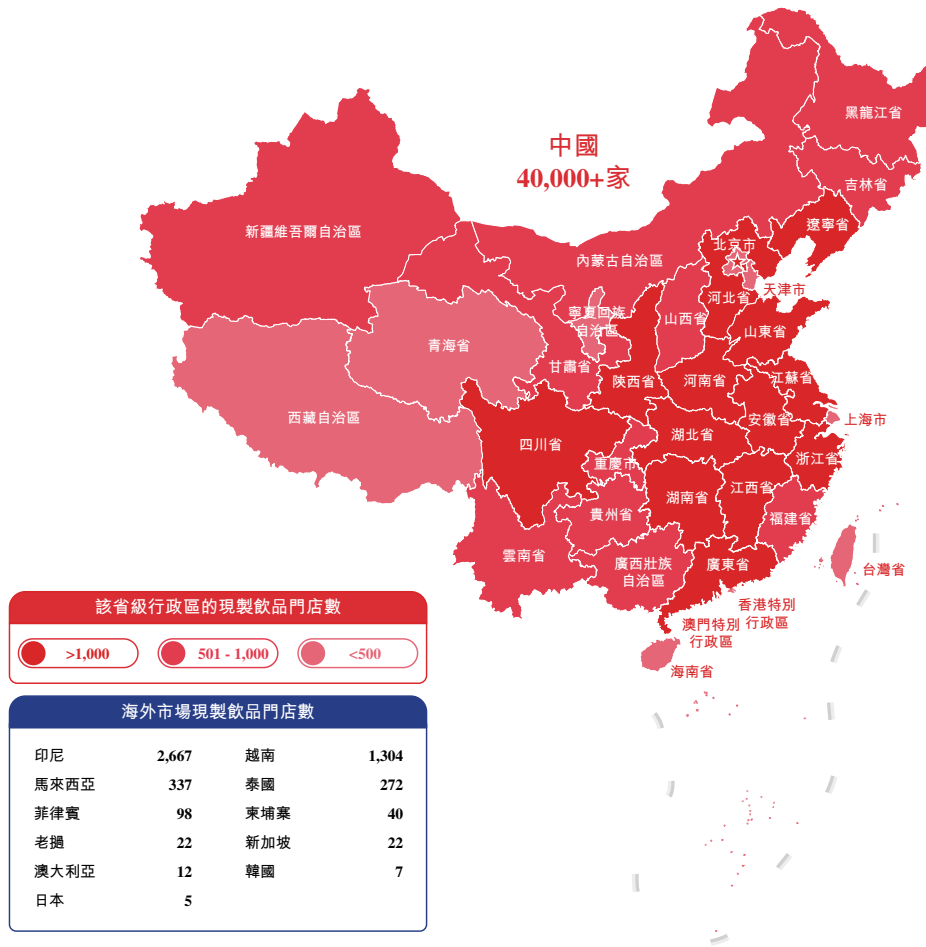 黑龍江省
中國
40,000+家
吉林省
遼寧省
新疆維吾爾自治區
北京市
內蒙古自治區
天津市
河北省
寧夏回族
自治區
山西省
山東省
青海省
甘肅省
陝西省
河南省
江蘇省
西藏自治區
安徽省
上海市
四川省
湖北省
浙江省
重慶市
湖南省
江西省
貴州省
福建省
雲南省
廣西壯族
自治區
廣東省
台灣省
香港特別
行政區
澳門特別
行政區
海南省
該省級行政區的現製飲品門店數
>1,000 501 - 1,000 <500
海外市場現製飲品門店數
印尼 2,667 越南 1,304
馬來西亞 337 泰國 272
菲律賓 98 柬埔寨 40
老撾 22 新加坡 22
澳大利亞 12 韓國 7
日本 5